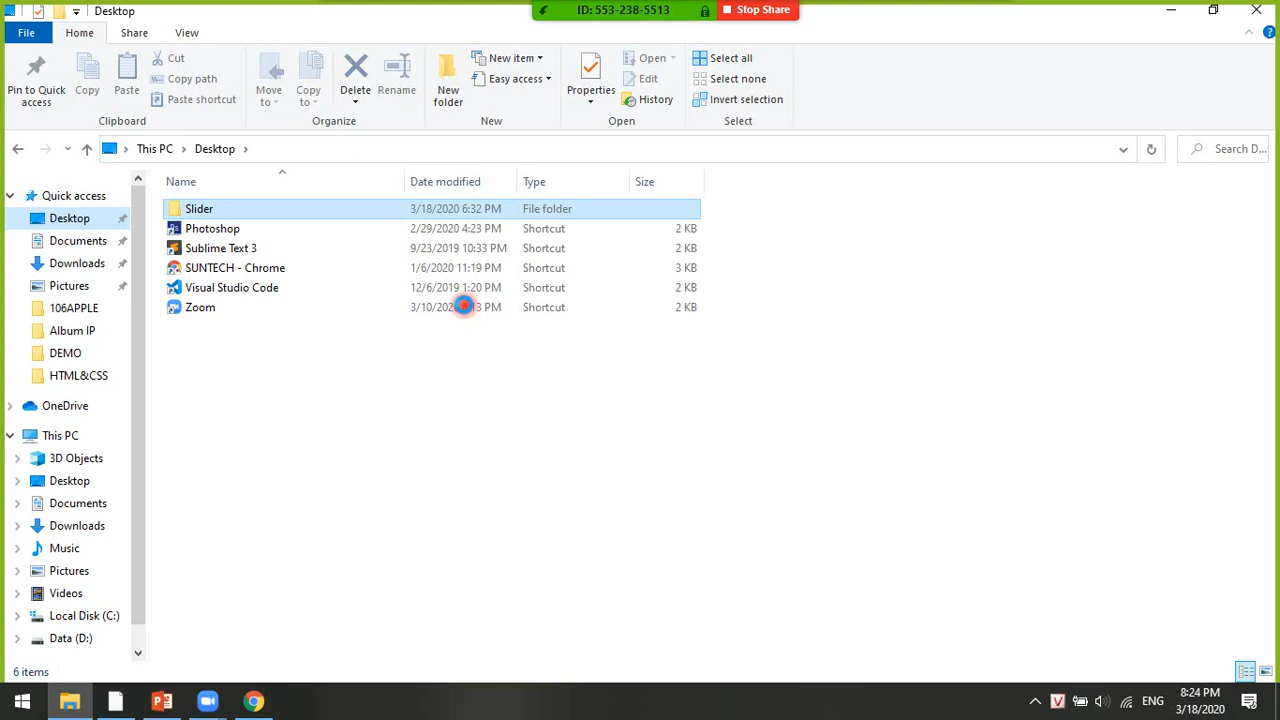 Desktop
ID: 553-238-5513
Stop Share
File
Home
Share
View
Pin to Quick access
Copy
Paste
Cut
Copy path
Paste shortcut
Clipboard
Move to
Copy to
Delete
Rename
Organize
New folder
New item
Easy access
New
Properties
Open
Edit
History
Open
Select all
Select none
Invert selection
Select
This PC > Desktop >
Search D...
Name Date modified Type Size
Slider 3/18/2020 6:32 PM File folder
Photoshop 2/29/2020 4:23 PM Shortcut 2 KB
Sublime Text 3 9/23/2019 10:33 PM Shortcut 2 KB
SUNTECH - Chrome 1/6/2020 11:19 PM Shortcut 3 KB
Visual Studio Code 12/6/2019 1:20 PM Shortcut 2 KB
Zoom PM Shortcut 2 KB
Quick access
Desktop
Documents
Downloads
Pictures
106APPLE
Album IP
DEMO
HTML&CSS
OneDrive
This PC
3D Objects
Desktop
Documents
Downloads
Music
Pictures
Videos
Local Disk (C:)
Data (D:)
6 items
ENG
8:24 PM
3/18/2020